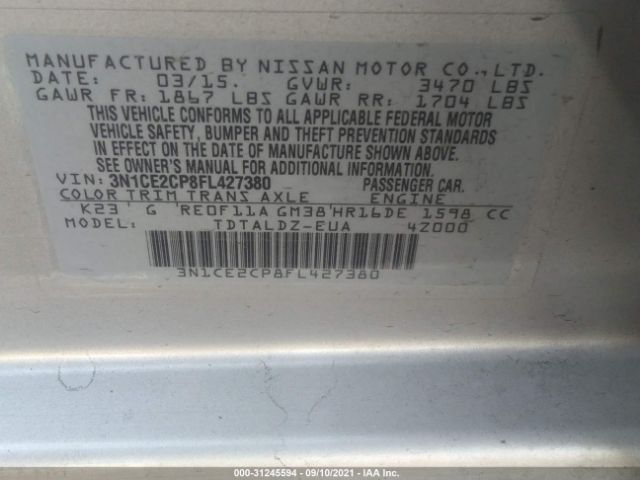 MANUFACTURED BY NISSAN MOTOR CO., LTD.
DATE: 03/15. GVWR: 3470 LBS
GAWR FR: 1867 LBS GAWR RR: 1704 LBS
THIS VEHICLE CONFORMS TO ALL APPLICABLE FEDERAL MOTOR
VEHICLE SAFETY, BUMPER AND THEFT PREVENTION STANDARDS
IN EFFECT ON THE DATE OF MANUFACTURE SHOWN ABOVE.
SEE OWNER'S MANUAL FOR ADDITIONAL INFORMATION.
VIN: 3N1CE2CP8FL427380 PASSENGER CAR.
COLOR TRIM TRANS AXLE ENGINE
K23 G RE0F11A GM38 HR16DE 1598 CC
MODEL: TDTALDZ-EUA 4Z000
3N1CE2CP8FL427380
000-31245594 - 09/10/2021 - IAA Inc.